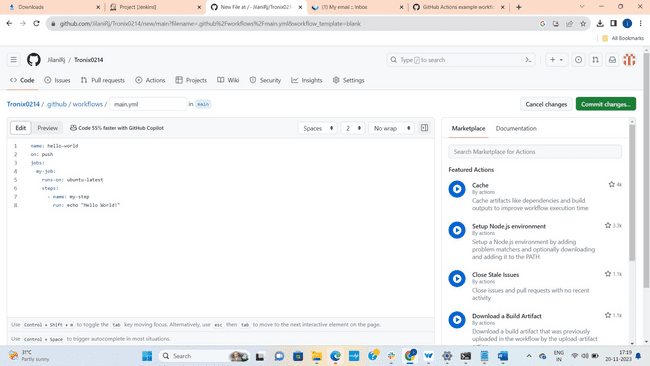 Downloads
Project [Jenkins]
New File at / · JilaniRj/Tronix021
(1) My email :: Inbox
GitHub Actions example workfl
github.com/JilaniRj/Tronix0214/new/main?filename=.github%2Fworkflows%2Fmain.yml&workflow_template=blank
All Bookmarks
JilaniRj / Tronix0214
Type / to search
Code
Issues
Pull requests
Actions
Projects
Wiki
Security
Insights
Settings
Tronix0214 / .github / workflows / main.yml in main
Cancel changes
Commit changes...
Edit
Preview
Code 55% faster with GitHub Copilot
Spaces
2
No wrap
1 name: hello-world
2 on: push
3 jobs:
4 my-job:
5 runs-on: ubuntu-latest
6 steps:
7 - name: my-step
8 run: echo "Hello World!"
Use Control + Shift + m to toggle the tab key moving focus. Alternatively, use esc then tab to move to the next interactive element on the page.
Use Control + Space to trigger autocomplete in most situations.
Marketplace
Documentation
Search Marketplace for Actions
Featured Actions
Cache
4k
By actions
Cache artifacts like dependencies and build
outputs to improve workflow execution time
Setup Node.js environment
3.3k
By actions
Setup a Node.js environment by adding
problem matchers and optionally downloading
and adding it to the PATH
Close Stale Issues
1.1k
By actions
Close issues and pull requests with no recent
activity
Download a Build Artifact
1.1k
By actions
Download a build artifact that was previously
uploaded in the workflow by the upload-artifact
31°C
Partly sunny
Search
ENG
IN
17:19
20-11-2023